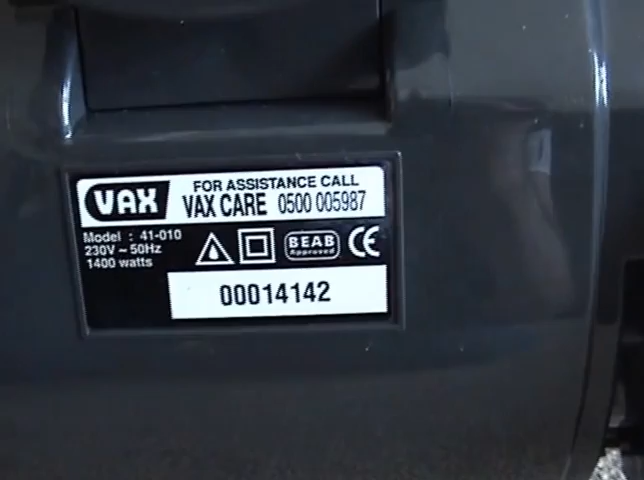 VAX
FOR ASSISTANCE CALL
VAX CARE 0500 005987
Model : 41-010
230V ~ 50Hz
1400 watts
BEAB
Approved
CE
00014142